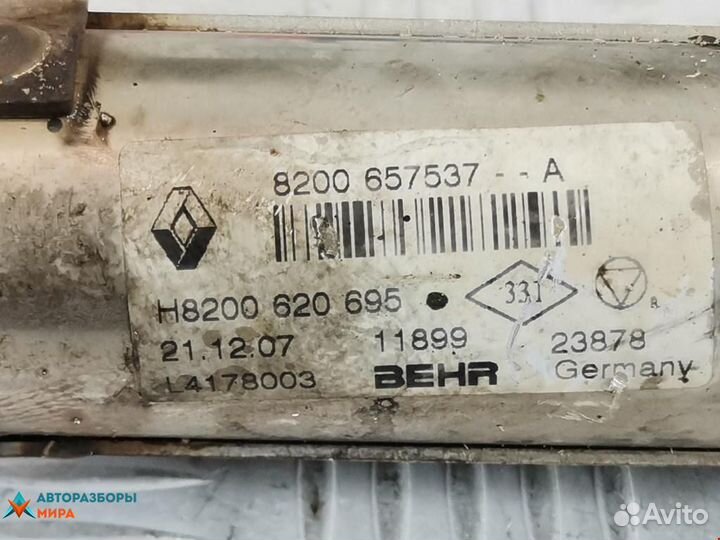 8200 657537 - - A
H8200 620 695 331
21.12.07 11899 23878
L4178003 BEHR Germany
R
АВТОРАЗБОРЫ
МИРА
Avito